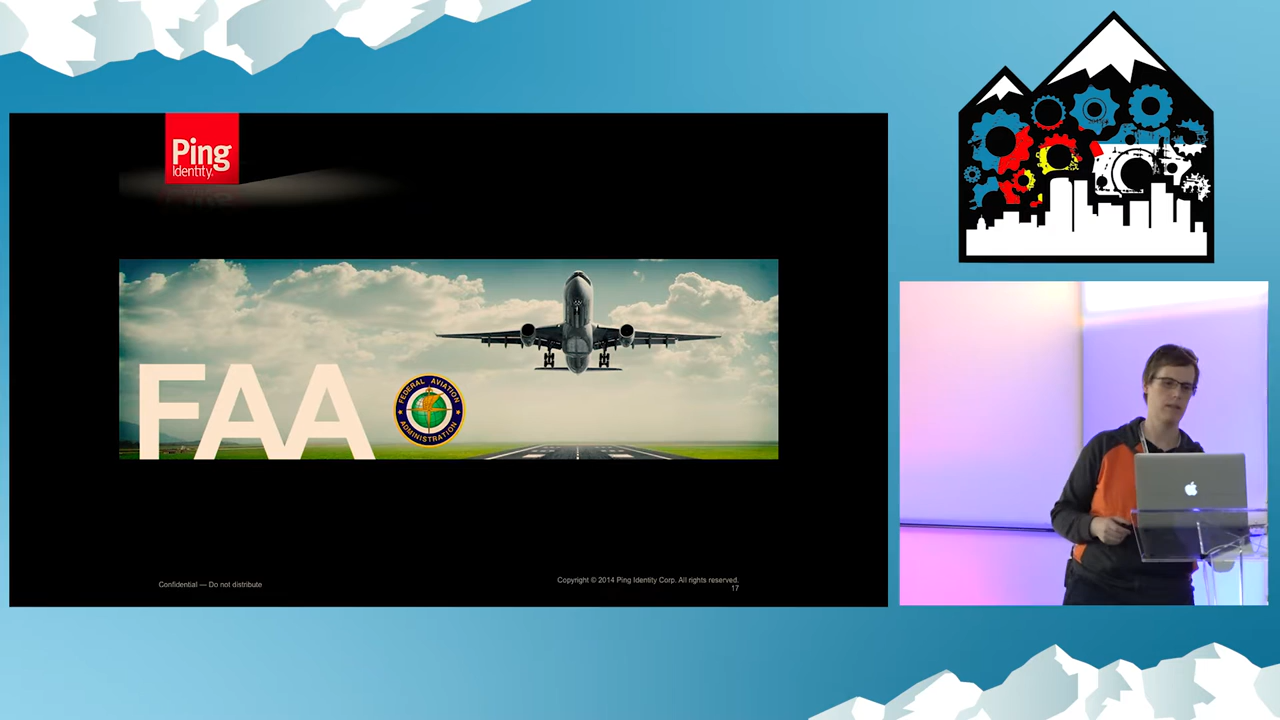 Ping
Identity.
FAA
FEDERAL AVIATION
ADMINISTRATION
Confidential — Do not distribute
Copyright © 2014 Ping Identity Corp. All rights reserved.
17